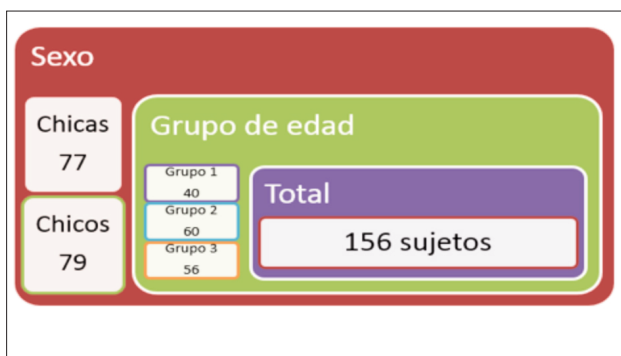 Sexo
Chicas
77
Chicos
79
Grupo de edad
Grupo 1
40
Grupo 2
60
Grupo 3
56
Total
156 sujetos